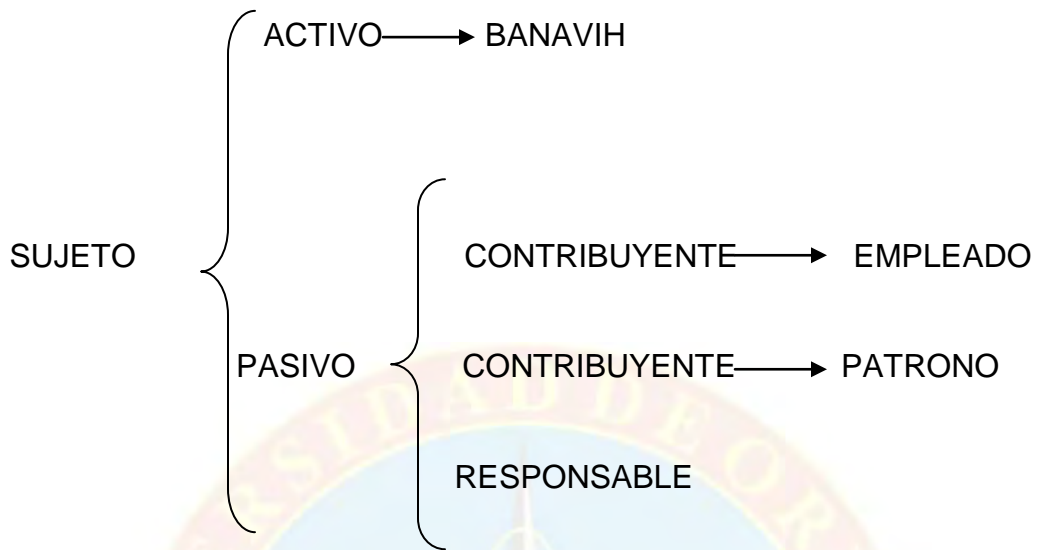 ACTIVO → BANAVIH
SUJETO
CONTRIBUYENTE → EMPLEADO
PASIVO
CONTRIBUYENTE → PATRONO
RESPONSABLE